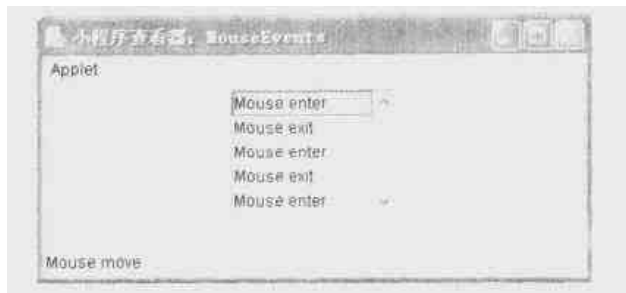 小程序查看器: MouseEvents
Applet
Mouse enter
Mouse exit
Mouse enter
Mouse exit
Mouse enter
Mouse move